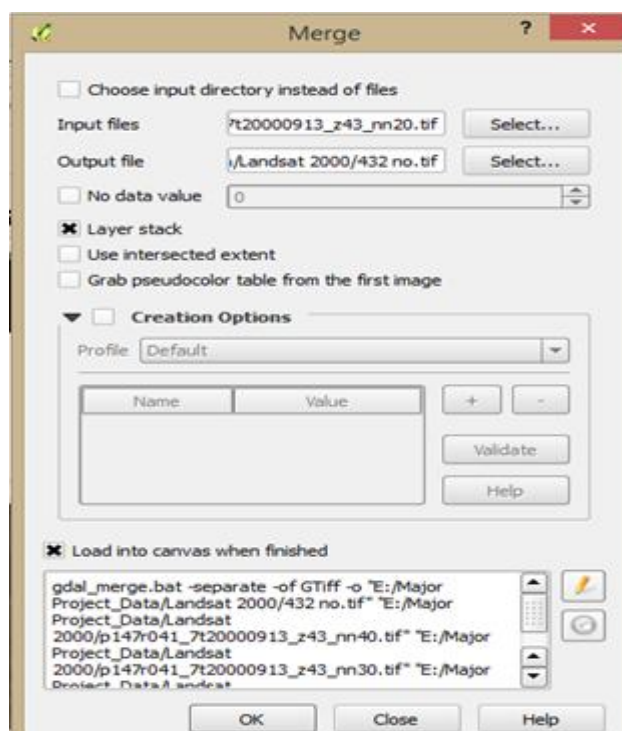 Merge ?
Choose input directory instead of files
Input files 7t20000913_z43_nn20.tif Select...
Output file /Landsat 2000/432 no.tif Select...
No data value 0
Layer stack
Use intersected extent
Grab pseudocolor table from the first image
Creation Options
Profile Default
Name Value + -
Validate
Help
Load into canvas when finished
gdal_merge.bat -separate -of GTiff -o "E:/Major
Project_Data/Landsat 2000/432 no.tif" "E:/Major
Project_Data/Landsat
2000/p147r041_7t20000913_z43_nn40.tif" "E:/Major
Project_Data/Landsat
2000/p147r041_7t20000913_z43_nn30.tif" "E:/Major
Project_Data/Landsat
OK Close Help